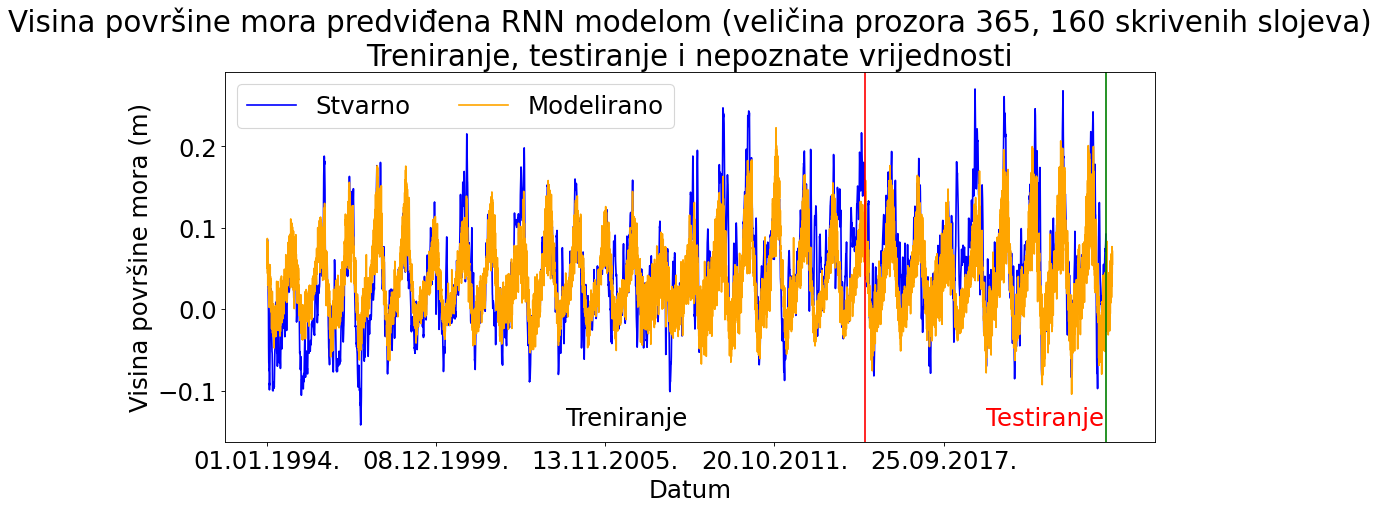 Visina površine mora predviđena RNN modelom (veličina prozora 365, 160 skrivenih slojeva)
Treniranje, testiranje i nepoznate vrijednosti
Stvarno
Modelirano
Visina površine mora (m)
0.2
0.1
0.0
−0.1
Treniranje
Testiranje
01.01.1994.
08.12.1999.
13.11.2005.
20.10.2011.
25.09.2017.
Datum